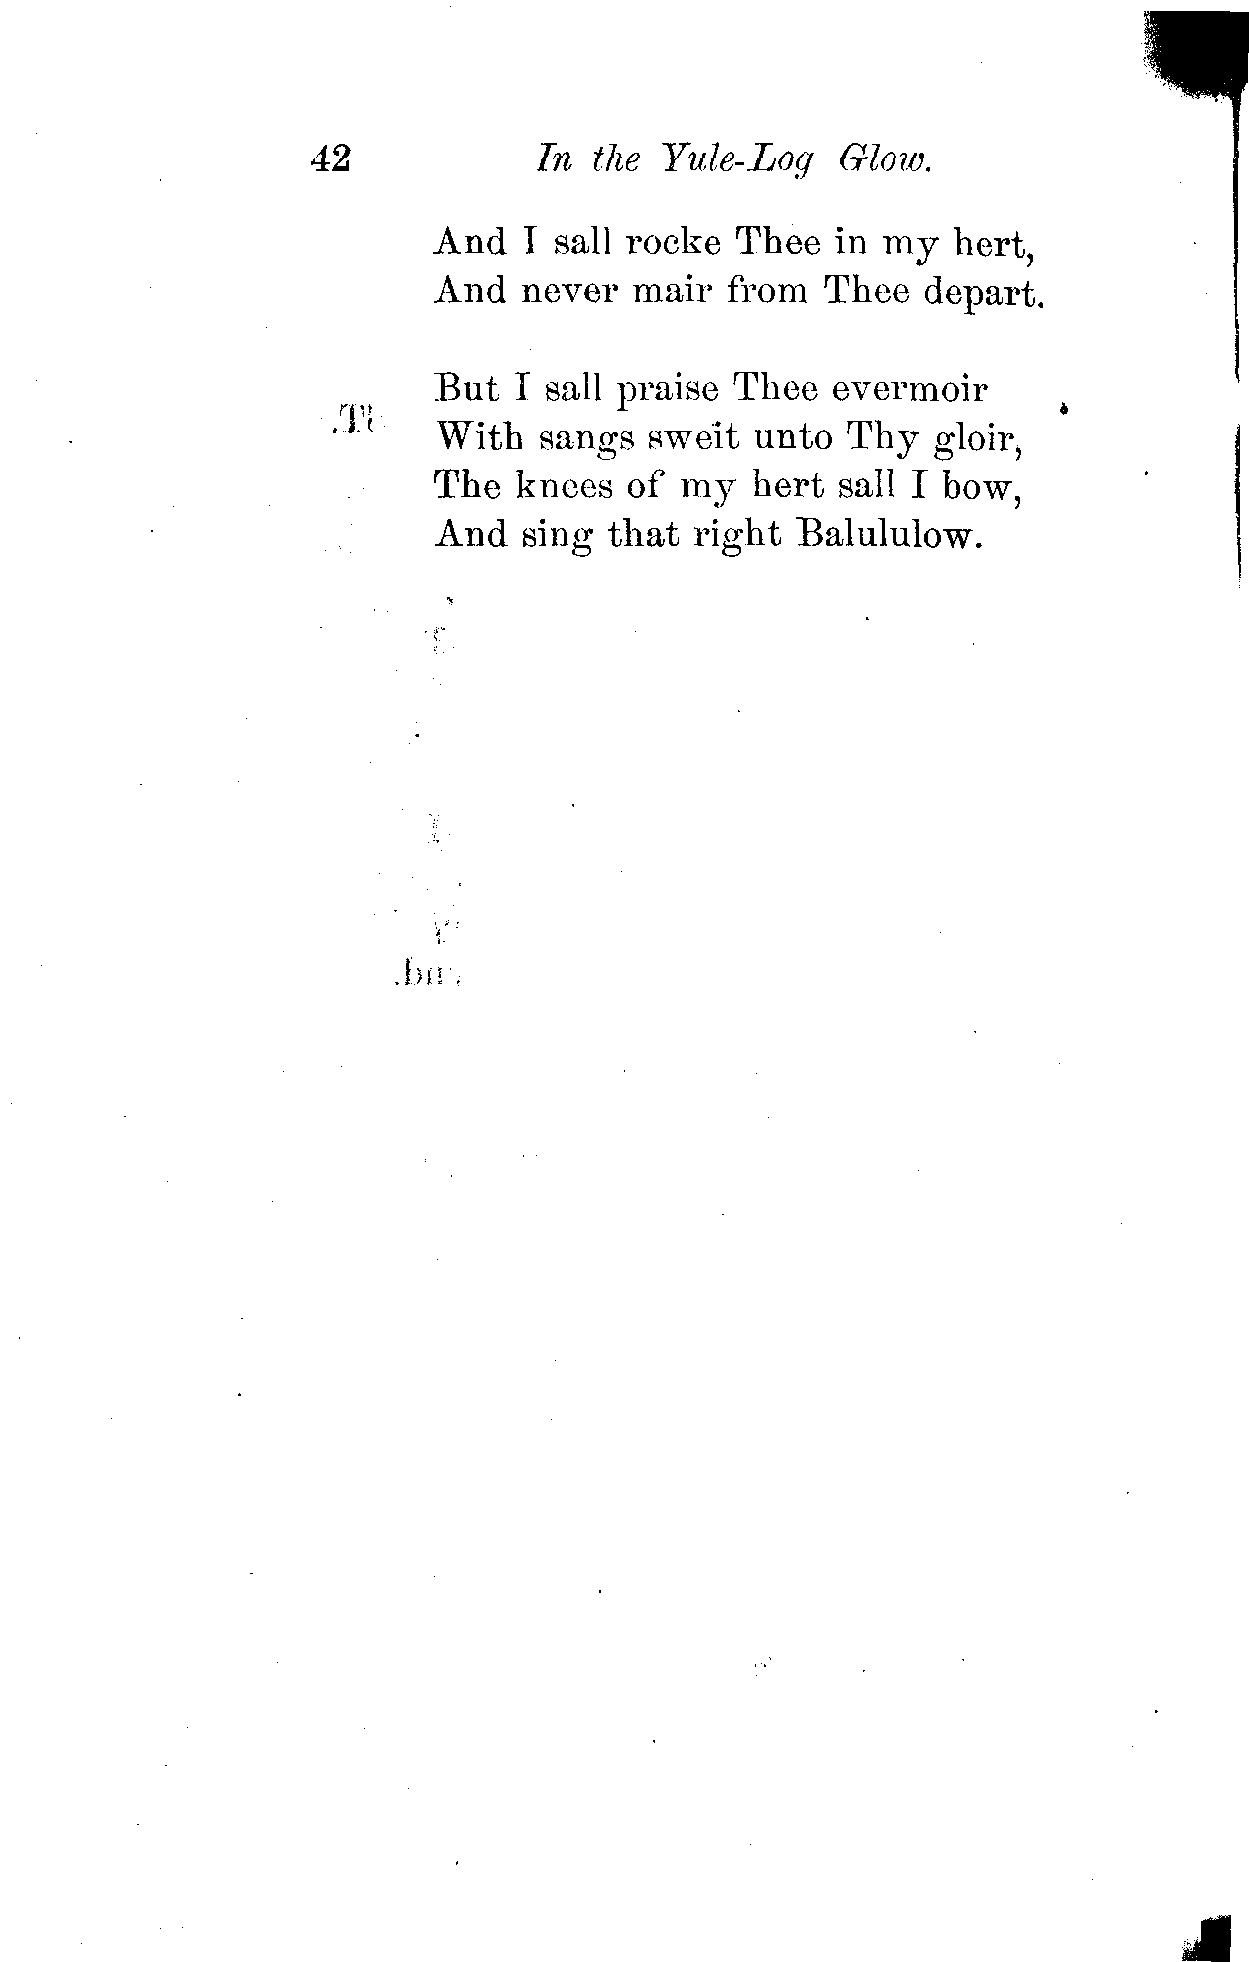 42 In the Yule-Log Glow.
And I sall rocke Thee in my hert,
And never mair from Thee depart.
But I sall praise Thee evermoir
With sangs sweit unto Thy gloir,
The knees of my hert sall I bow,
And sing that right Balululow.